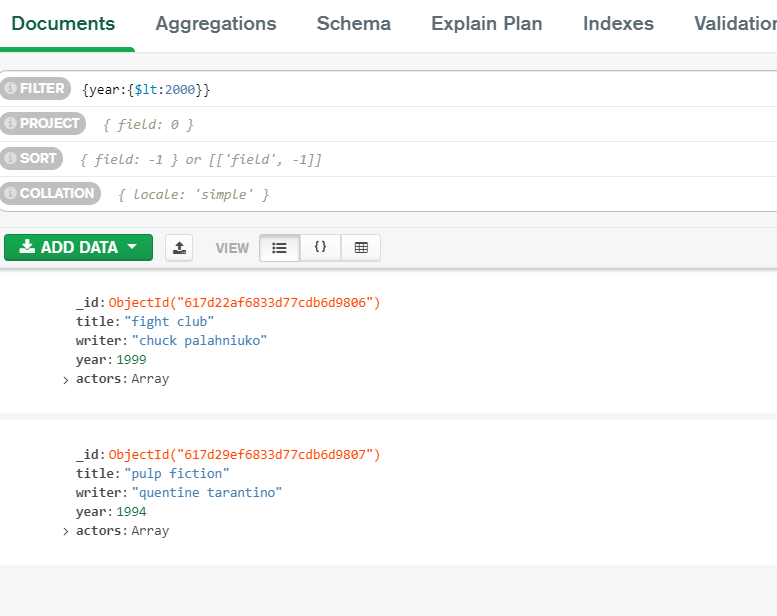 Documents Aggregations Schema Explain Plan Indexes Validation
FILTER {year:{$lt:2000}}
PROJECT { field: 0 }
SORT { field: -1 } or [['field', -1]]
COLLATION { locale: 'simple' }
ADD DATA VIEW {}
_id: ObjectId("617d22af6833d77cdb6d9806")
title: "fight club"
writer: "chuck palahniuko"
year: 1999
> actors: Array
_id: ObjectId("617d29ef6833d77cdb6d9807")
title: "pulp fiction"
writer: "quentine tarantino"
year: 1994
> actors: Array